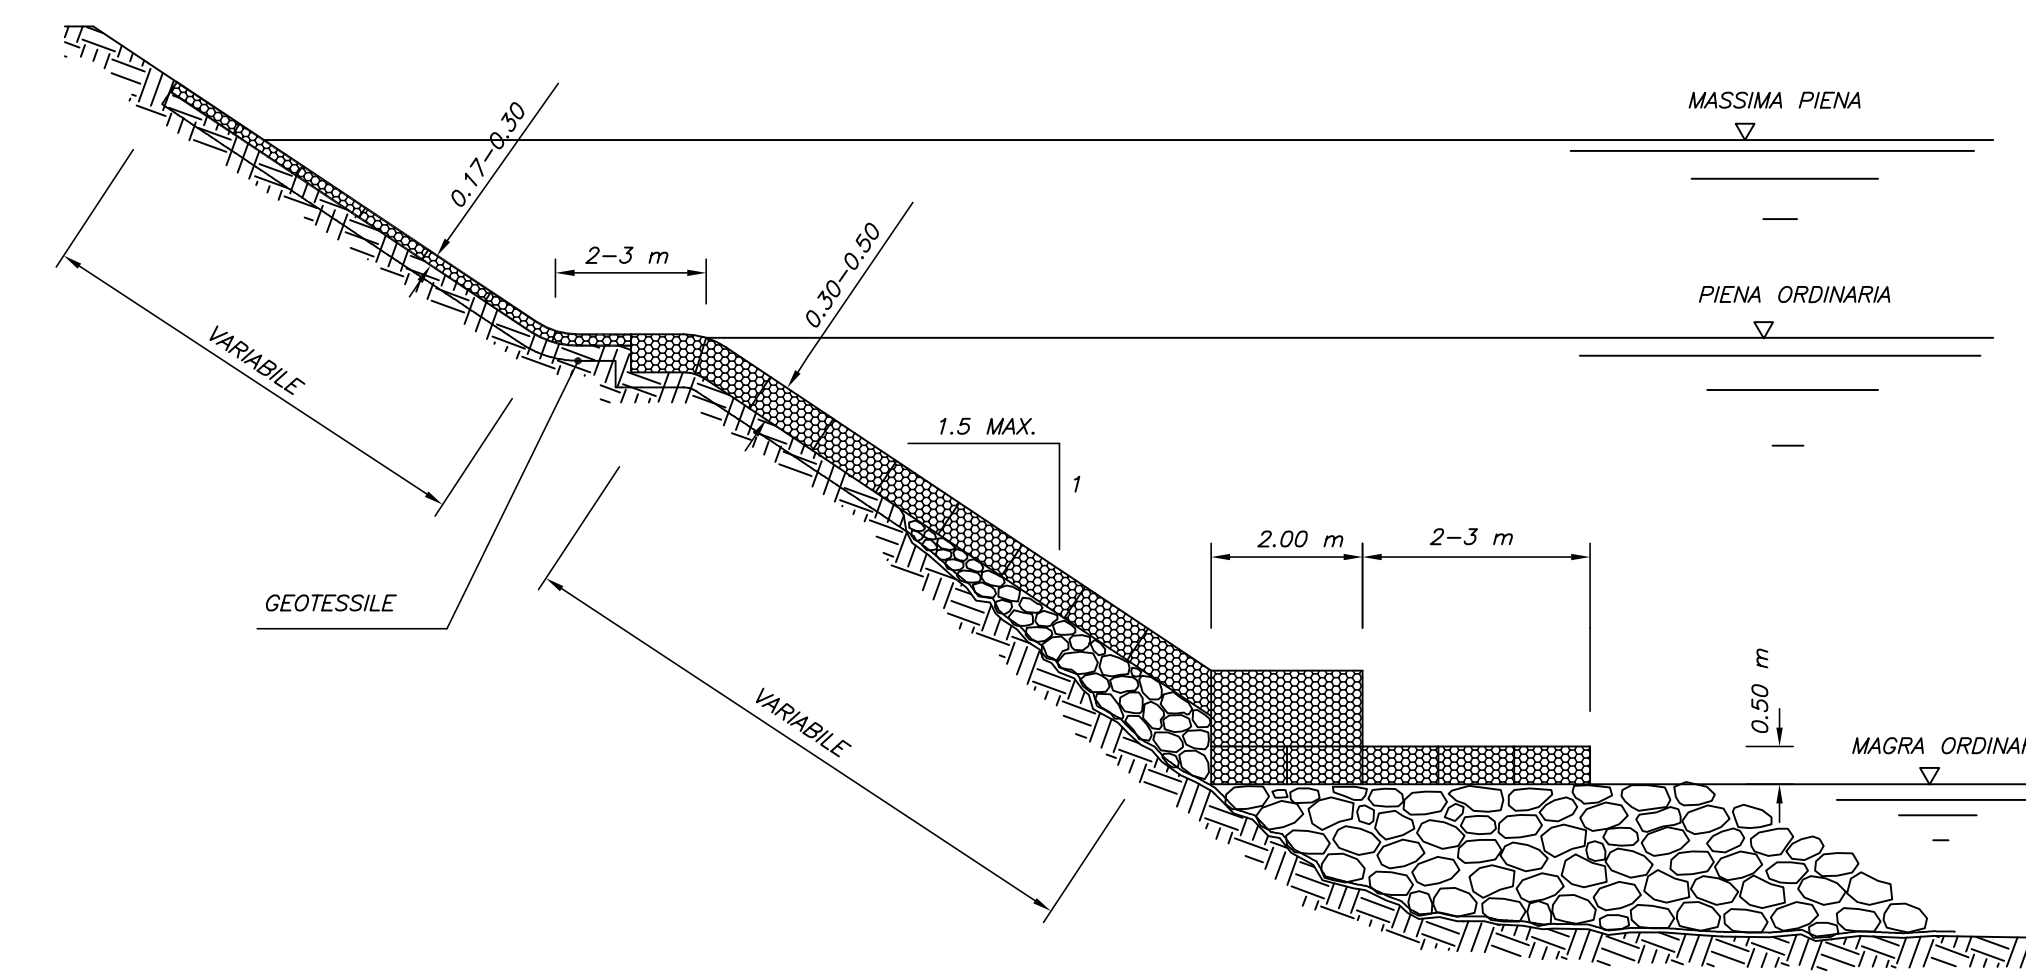 MASSIMA PIENA
0.17-0.30
2-3 m
0.30-0.50
PIENA ORDINARIA
VARIABILE
1.5 MAX.
1
2.00 m
2-3 m
GEOTESSILE
0.50 m
VARIABILE
MAGRA